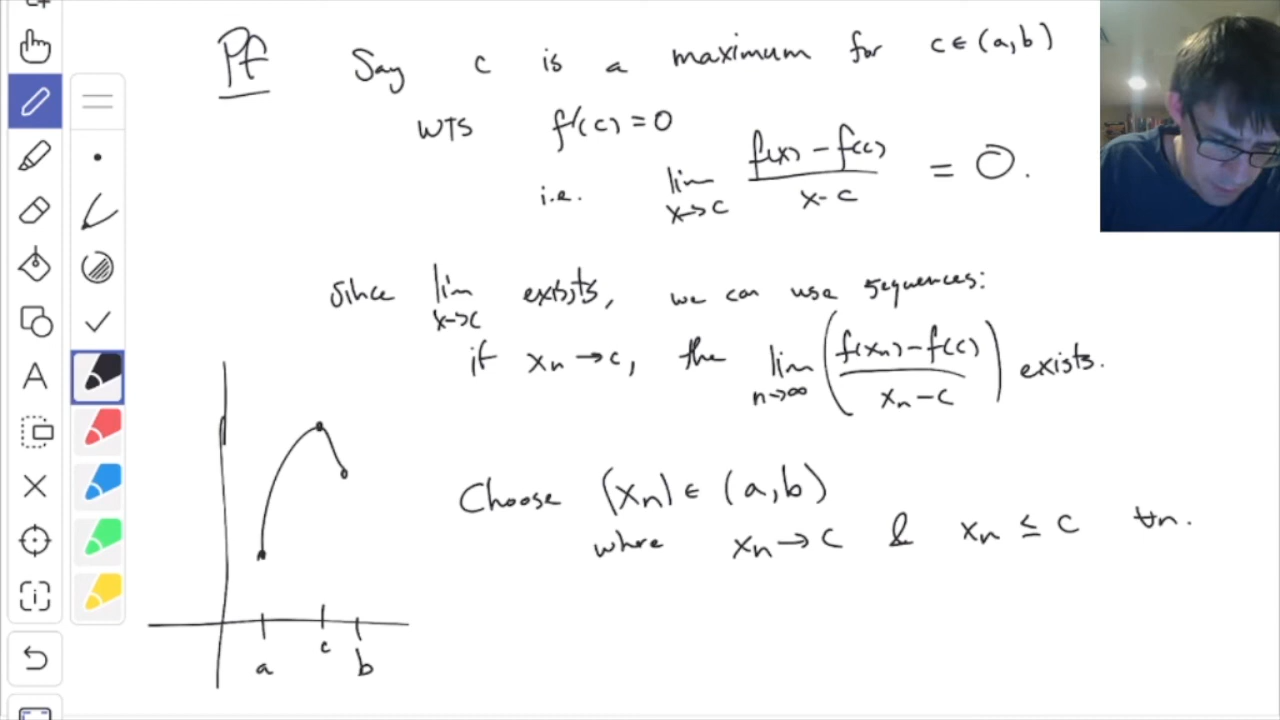 Pf Say c is a maximum for c ∈ (a,b)
WTS f'(c) = 0
i.e. lim x→c f(x) - f(c) / x - c = 0.
Since lim x→c exists, we can use sequences:
if xn → c, the lim n→∞ (f(xn) - f(c) / xn - c) exists.
Choose (xn) ∈ (a,b)
where xn → c & xn ≤ c ∀n.
a c b
A